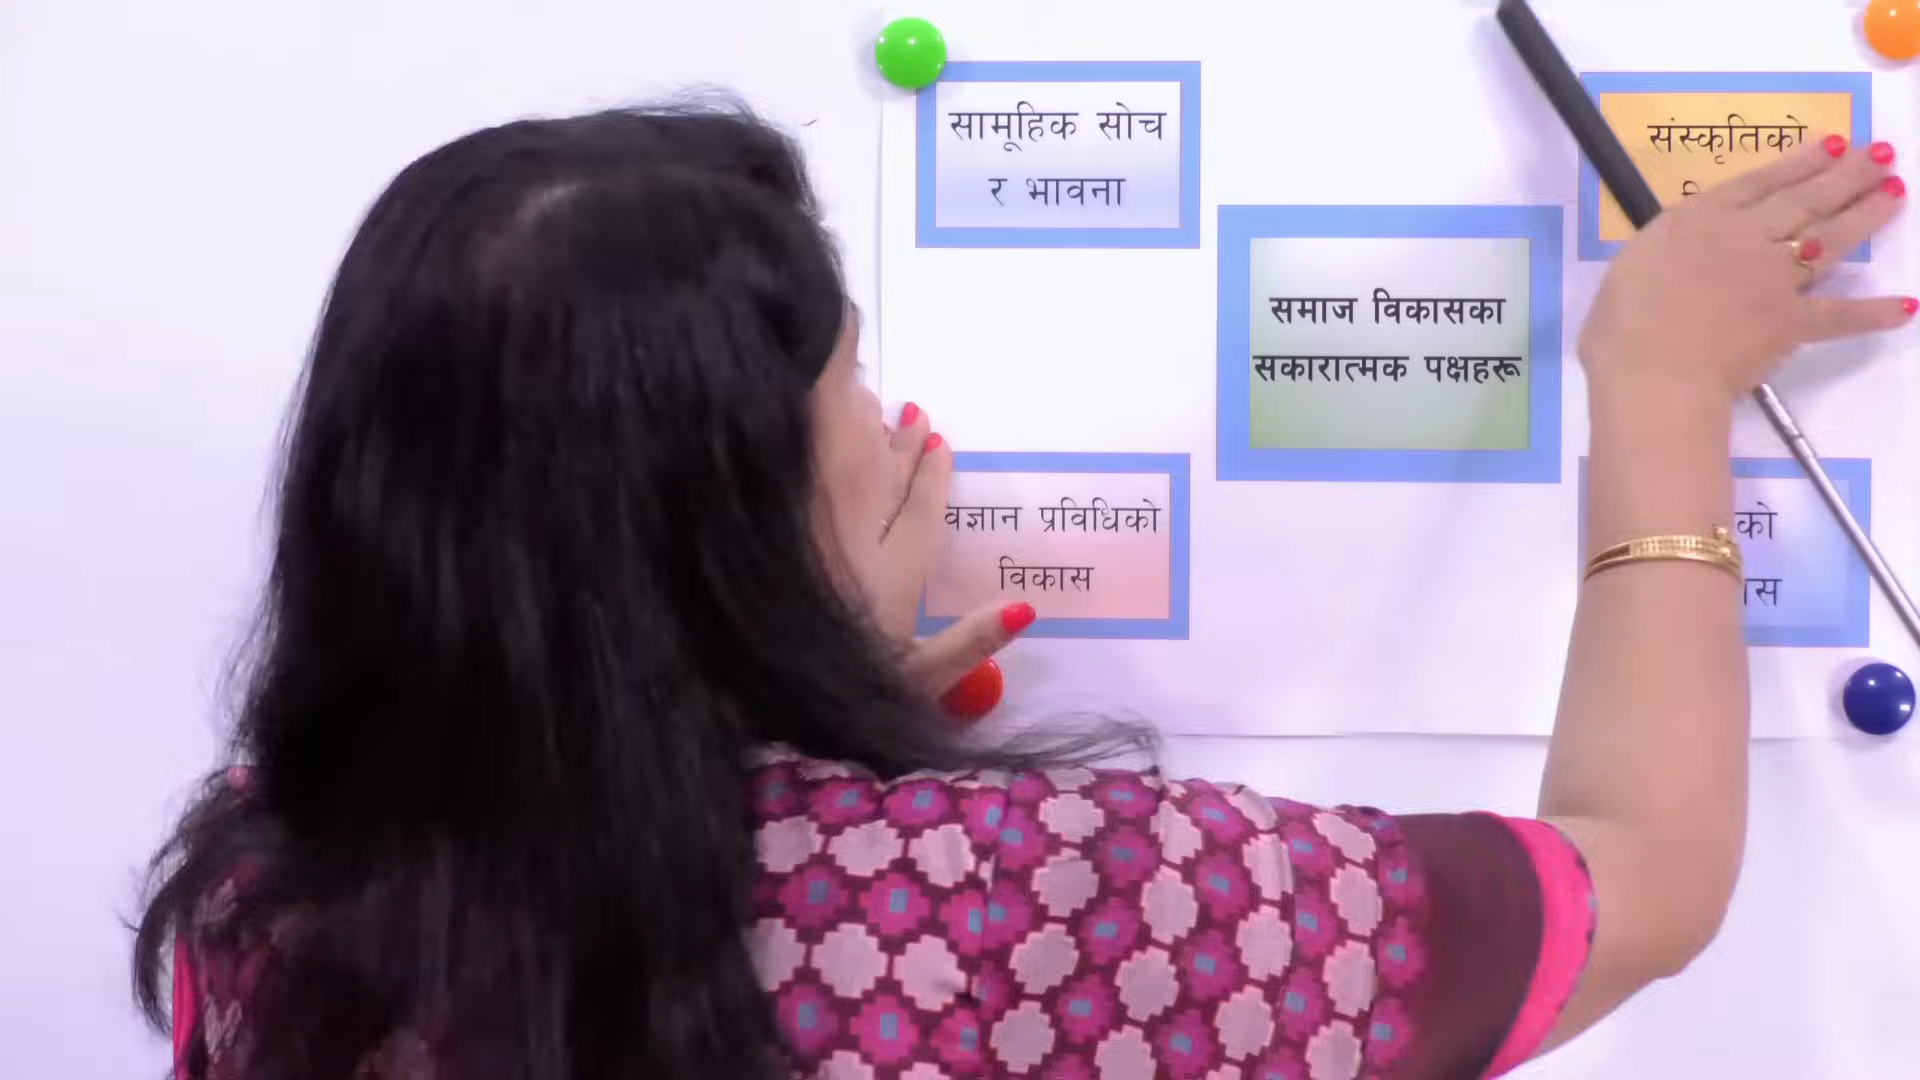 सामूहिक सोच
र भावना
संस्कृतिको
समाज विकासका
सकारात्मक पक्षहरू
प्रविधिको
विकास